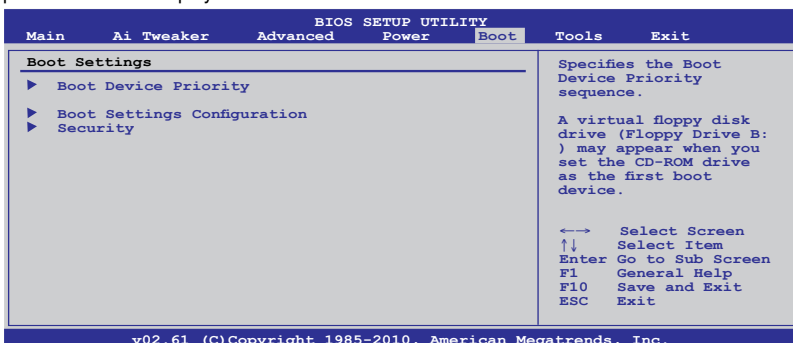 BIOS SETUP UTILITY
Main Ai Tweaker Advanced Power Boot Tools Exit
Boot Settings
Boot Device Priority
Boot Settings Configuration
Security
Specifies the Boot
Device Priority
sequence.
A virtual floppy disk
drive (Floppy Drive B:
) may appear when you
set the CD-ROM drive
as the first boot
device.
←→ Select Screen
↑↓ Select Item
Enter Go to Sub Screen
F1 General Help
F10 Save and Exit
ESC Exit
v02.61 (C)Copyright 1985-2010, American Megatrends, Inc.